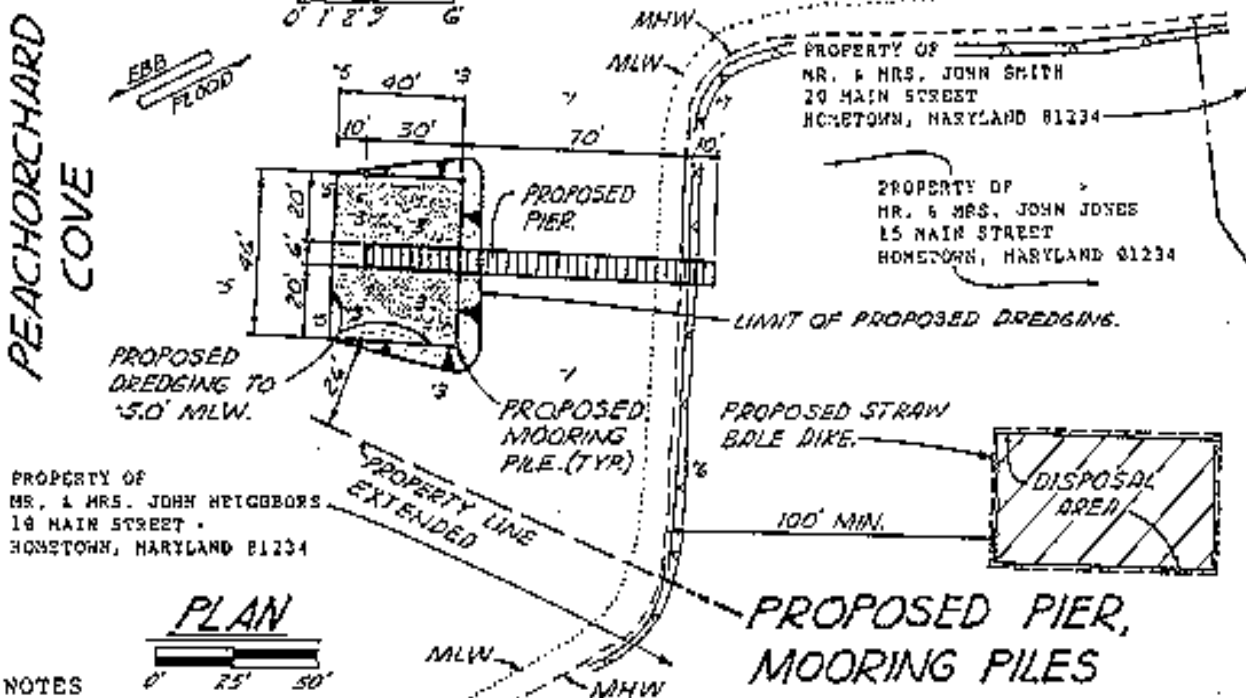 0' 1' 2' 3' 6'
PEACHORCHARD
COVE
EBB
FLOOD
MHW
MLW
PROPERTY OF
MR. & MRS. JOHN SMITH
20 MAIN STREET
HOMETOWN, MARYLAND 01234
PROPERTY OF
MR. & MRS. JOHN JONES
15 MAIN STREET
HOMETOWN, MARYLAND 01234
-5
40'
-3
10'
30'
70'
10'
-1
20'
6'
20'
46'
PROPOSED
PIER.
LIMIT OF PROPOSED DREDGING.
PROPOSED
DREDGING TO
-5.0' MLW.
26'
-3
-1
PROPOSED
MOORING
PILE. (TYP)
PROPOSED STRAW
BALE DIKE.
DISPOSAL
AREA
100' MIN.
PROPERTY LINE
EXTENDED
PROPERTY OF
MR. & MRS. JOHN NEIGHBORS
18 MAIN STREET
HOMETOWN, MARYLAND 01234
PLAN
0' 25' 50'
NOTES
MLW
MHW
PROPOSED PIER,
MOORING PILES